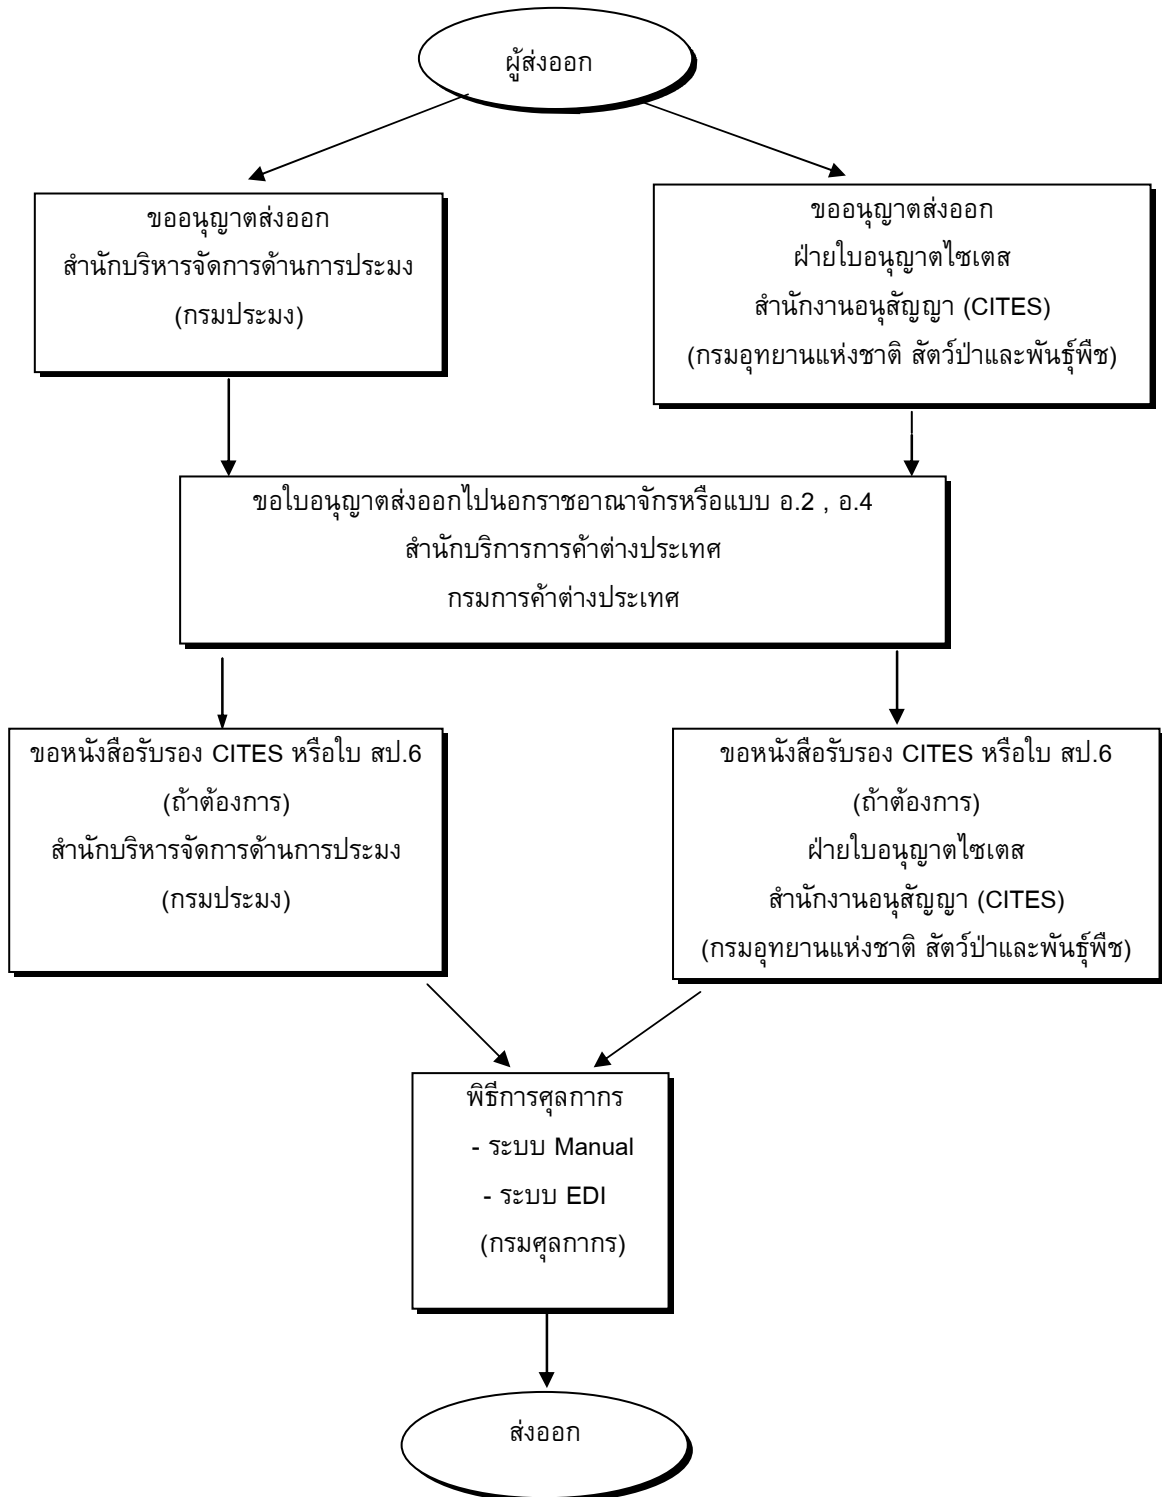 ผู้ส่งออก
ขออนุญาตส่งออก
สำนักบริหารจัดการด้านการประมง
(กรมประมง)
ขออนุญาตส่งออก
ฝ่ายใบอนุญาตไซเตส
สำนักงานอนุสัญญา (CITES)
(กรมอุทยานแห่งชาติ สัตว์ป่าและพันธุ์พืช)
ขอใบอนุญาตส่งออกไปนอกราชอาณาจักรหรือแบบ อ.2 , อ.4
สำนักบริการการค้าต่างประเทศ
กรมการค้าต่างประเทศ
ขอหนังสือรับรอง CITES หรือใบ สป.6
(ถ้าต้องการ)
สำนักบริหารจัดการด้านการประมง
(กรมประมง)
ขอหนังสือรับรอง CITES หรือใบ สป.6
(ถ้าต้องการ)
ฝ่ายใบอนุญาตไซเตส
สำนักงานอนุสัญญา (CITES)
(กรมอุทยานแห่งชาติ สัตว์ป่าและพันธุ์พืช)
พิธีการศุลกากร
- ระบบ Manual
- ระบบ EDI
(กรมศุลกากร)
ส่งออก